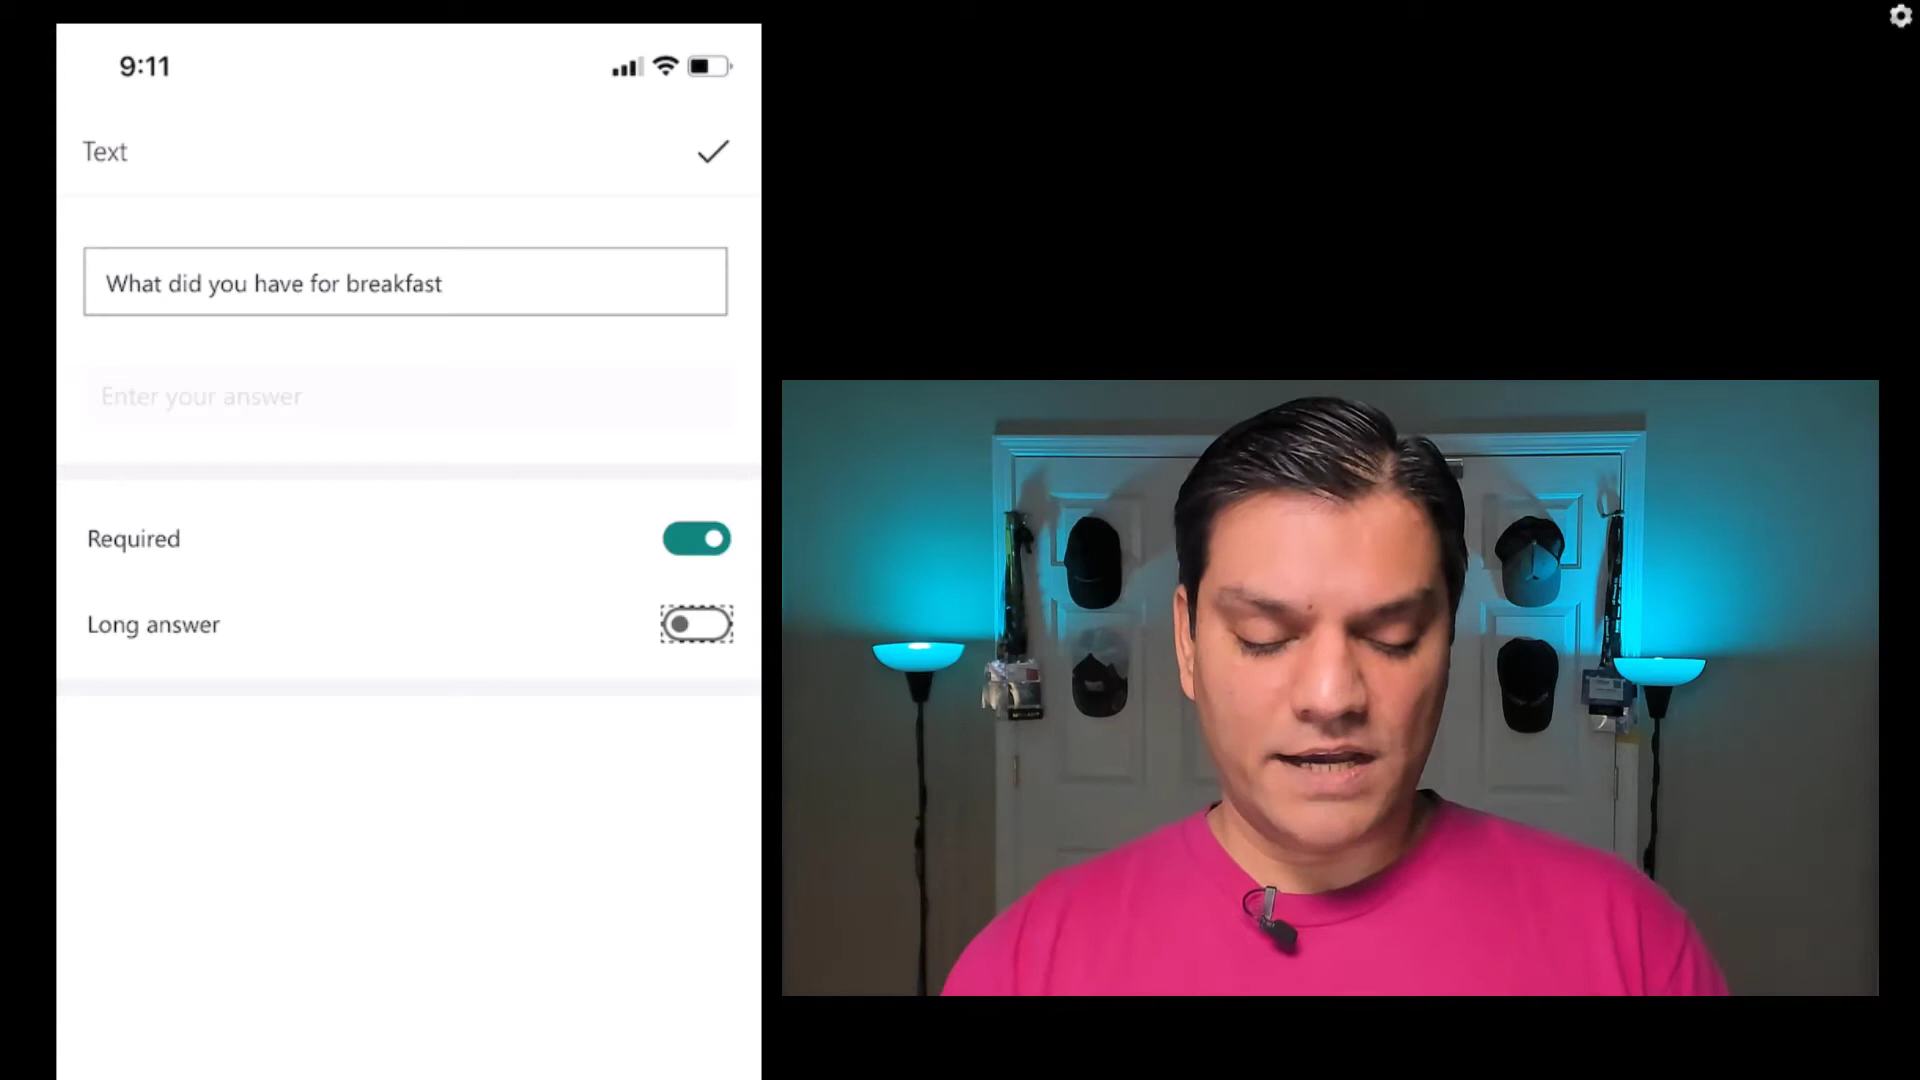 9:11
Text
What did you have for breakfast
Enter your answer
Required
Long answer